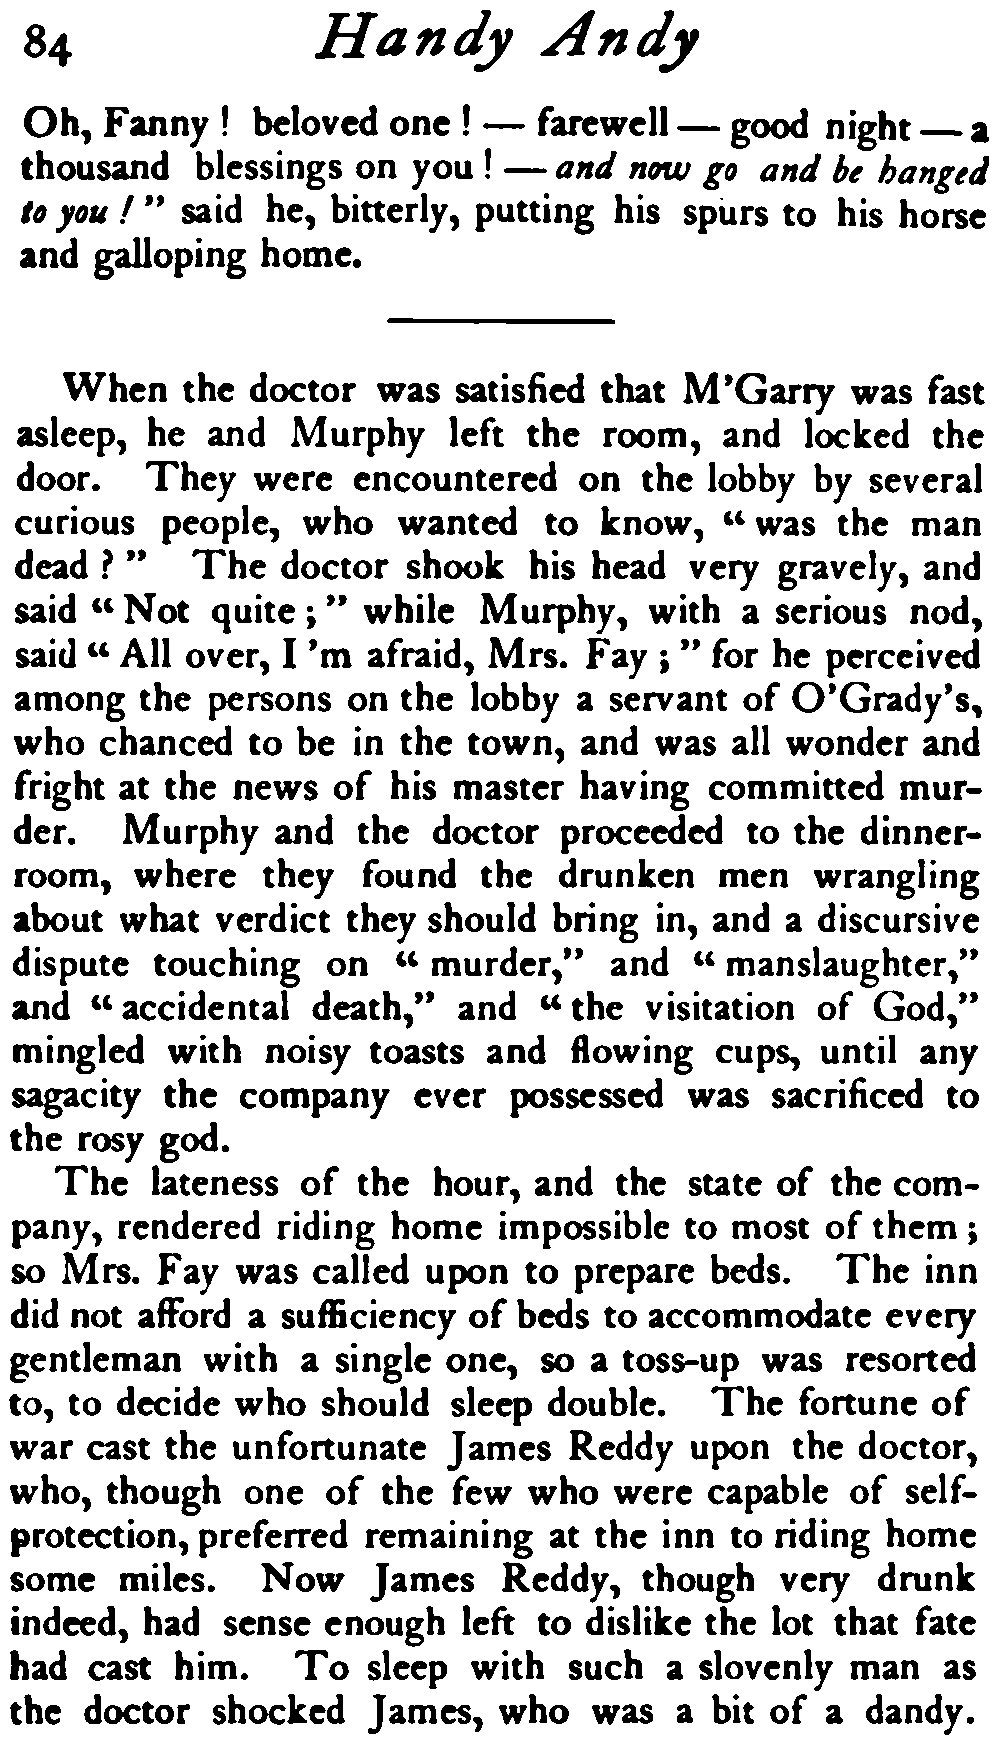 84 Handy Andy
Oh, Fanny ! beloved one ! — farewell — good night — a
thousand blessings on you ! — and now go and be hanged
to you ! ” said he, bitterly, putting his spurs to his horse
and galloping home.
When the doctor was satisfied that M’Garry was fast
asleep, he and Murphy left the room, and locked the
door. They were encountered on the lobby by several
curious people, who wanted to know, “ was the man
dead ? ” The doctor shook his head very gravely, and
said “ Not quite ; ” while Murphy, with a serious nod,
said “ All over, I ’m afraid, Mrs. Fay ; ” for he perceived
among the persons on the lobby a servant of O’Grady’s,
who chanced to be in the town, and was all wonder and
fright at the news of his master having committed mur-
der. Murphy and the doctor proceeded to the dinner-
room, where they found the drunken men wrangling
about what verdict they should bring in, and a discursive
dispute touching on “ murder,” and “ manslaughter,”
and “ accidental death,” and “ the visitation of God,”
mingled with noisy toasts and flowing cups, until any
sagacity the company ever possessed was sacrificed to
the rosy god.
The lateness of the hour, and the state of the com-
pany, rendered riding home impossible to most of them ;
so Mrs. Fay was called upon to prepare beds. The inn
did not afford a sufficiency of beds to accommodate every
gentleman with a single one, so a toss-up was resorted
to, to decide who should sleep double. The fortune of
war cast the unfortunate James Reddy upon the doctor,
who, though one of the few who were capable of self-
protection, preferred remaining at the inn to riding home
some miles. Now James Reddy, though very drunk
indeed, had sense enough left to dislike the lot that fate
had cast him. To sleep with such a slovenly man as
the doctor shocked James, who was a bit of a dandy.